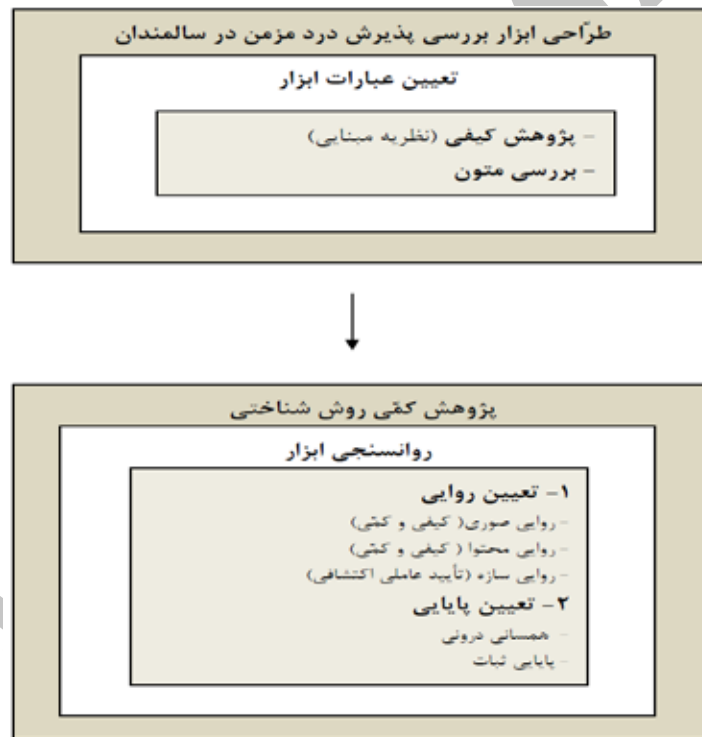 طرّاحی ابزار بررسی پذیرش درد مزمن در سالمندان
تعیین عبارات ابزار
- پژوهش کیفی (نظریه مبنایی)
- بررسی متون
پژوهش کمّی روش شناختی
روانسنجی ابزار
۱- تعیین روایی
- روایی صوری( کیفی و کمّی)
- روایی محتوا ( کیفی و کمّی)
- روایی سازه (تأیید عاملی اکتشافی)
۲- تعیین پایایی
- همسانی درونی
- پایایی ثبات